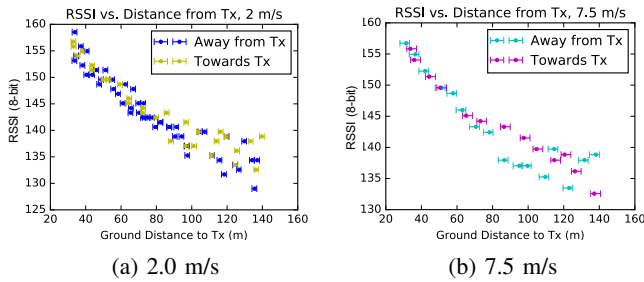 RSSI vs. Distance from Tx, 2 m/s
RSSI (8-bit)
160
155
150
145
140
135
130
125
Away from Tx
Towards Tx
20 40 60 80 100 120 140 160
Ground Distance to Tx (m)
(a) 2.0 m/s
RSSI vs. Distance from Tx, 7.5 m/s
RSSI (8-bit)
160
155
150
145
140
135
130
Away from Tx
Towards Tx
20 40 60 80 100 120 140 160
Ground Distance to Tx (m)
(b) 7.5 m/s